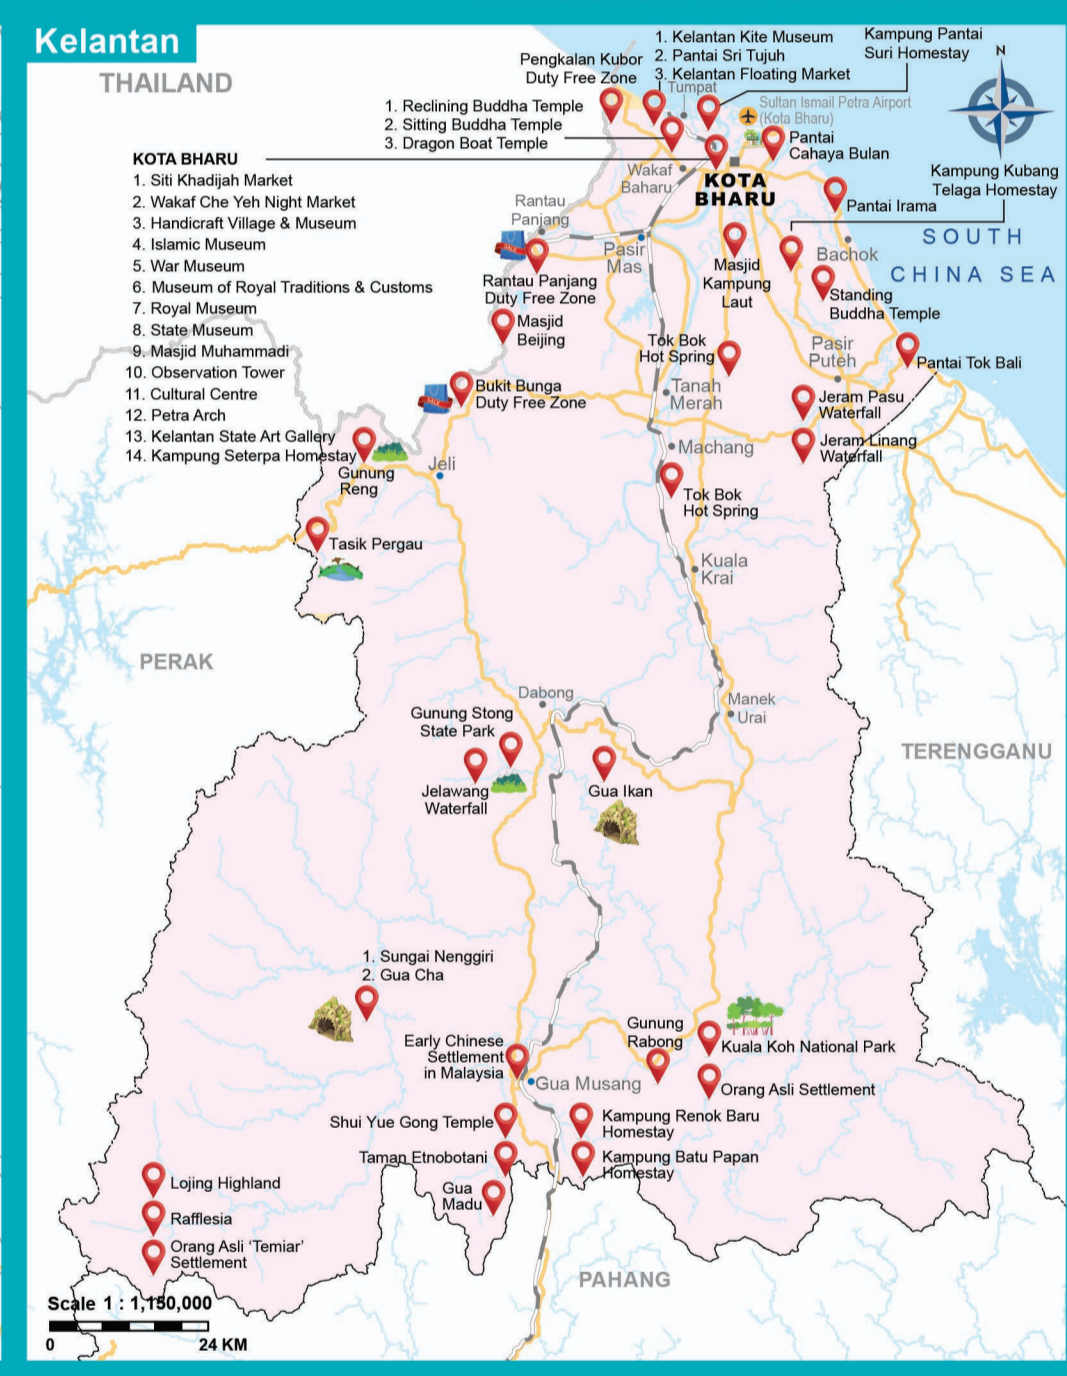 Kelantan
THAILAND
1. Kelantan Kite Museum
2. Pantai Sri Tujuh
3. Kelantan Floating Market
Kampung Pantai
Suri Homestay
N
Pengkalan Kubor
Duty Free Zone
Tumpat
Sultan Ismail Petra Airport
(Kota Bharu)
1. Reclining Buddha Temple
2. Sitting Buddha Temple
3. Dragon Boat Temple
Pantai
Cahaya Bulan
KOTA BHARU
1. Siti Khadijah Market
2. Wakaf Che Yeh Night Market
3. Handicraft Village & Museum
4. Islamic Museum
5. War Museum
6. Museum of Royal Traditions & Customs
7. Royal Museum
8. State Museum
9. Masjid Muhammadi
10. Observation Tower
11. Cultural Centre
12. Petra Arch
13. Kelantan State Art Gallery
14. Kampung Seterpa Homestay
Wakaf
Baharu
KOTA
BHARU
Kampung Kubang
Telaga Homestay
Pantai Irama
Rantau
Panjang
SALE
Rantau Panjang
Duty Free Zone
Pasir
Mas
Masjid
Kampung
Laut
Bachok
SOUTH
CHINA SEA
Standing
Buddha Temple
Masjid
Beijing
Tok Bok
Hot Spring
Pasir
Puteh
Pantai Tok Bali
SALE
Bukit Bunga
Duty Free Zone
Tanah
Merah
Jeram Pasu
Waterfall
Machang
Jeram Linang
Waterfall
Gunung
Reng
Jeli
Tok Bok
Hot Spring
Tasik Pergau
Kuala
Krai
PERAK
Dabong
Manek
Urai
Gunung Stong
State Park
TERENGGANU
Jelawang
Waterfall
Gua Ikan
1. Sungai Nenggiri
2. Gua Cha
Early Chinese
Settlement
in Malaysia
Gunung
Rabong
Kuala Koh National Park
Gua Musang
Orang Asli Settlement
Shui Yue Gong Temple
Kampung Renok Baru
Homestay
Taman Etnobotani
Kampung Batu Papan
Homestay
Gua
Madu
Lojing Highland
Rafflesia
Orang Asli ‘Temiar’
Settlement
PAHANG
Scale 1 : 1,150,000
0 24 KM